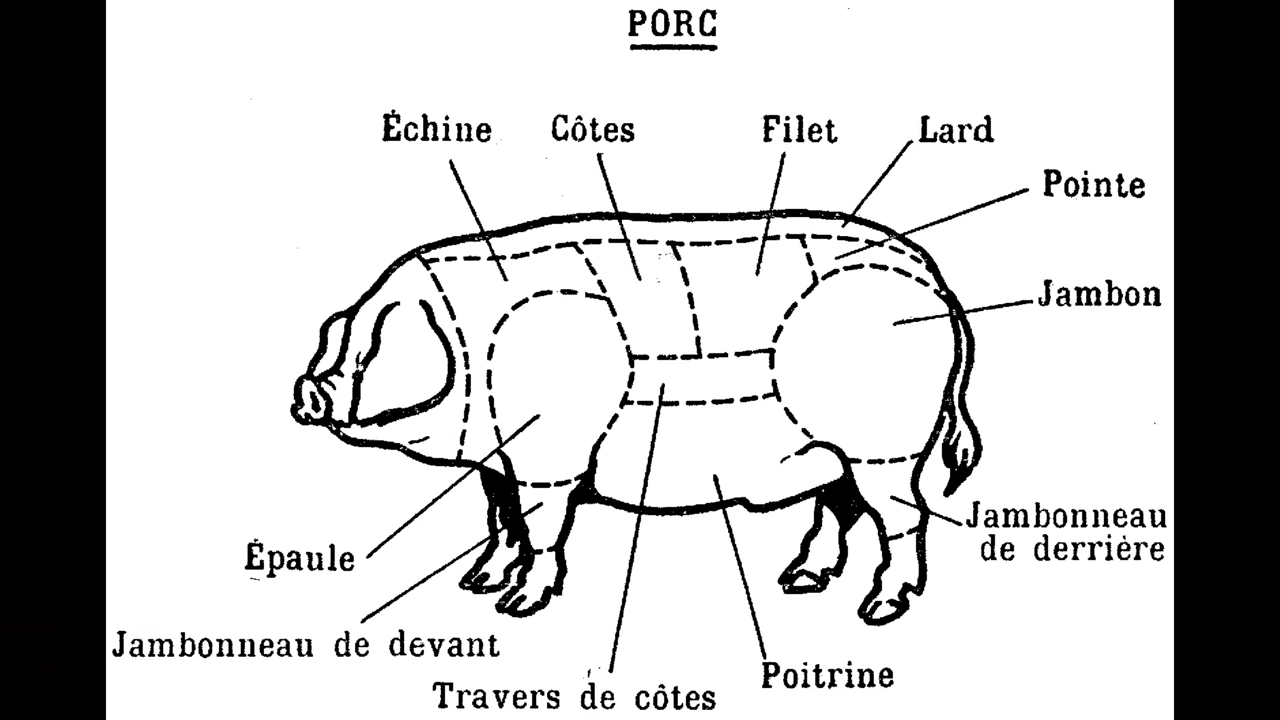 PORC
Échine
Côtes
Filet
Lard
Pointe
Jambon
Jambonneau
de derrière
Épaule
Jambonneau de devant
Poitrine
Travers de côtes